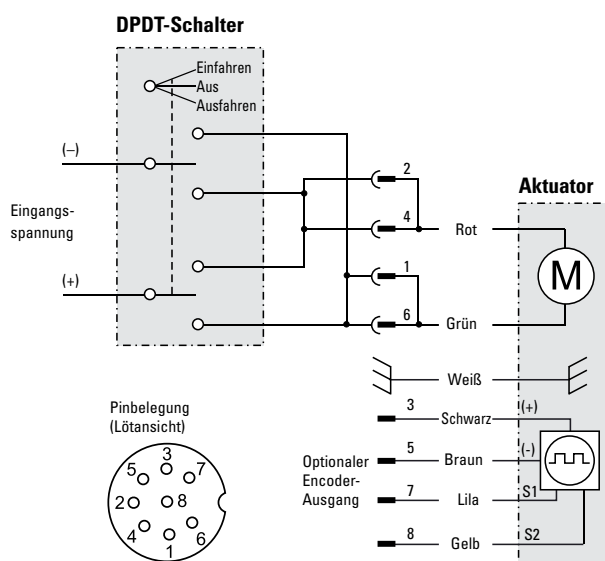 DPDT-Schalter
Einfahren
Aus
Ausfahren
(–)
Eingangs-
spannung
(+)
2
4
1
6
Rot
Grün
Aktuator
M
Weiß
3
Schwarz
(+)
5
Braun
(-)
7
Lila
S1
8
Gelb
S2
Optionaler
Encoder-
Ausgang
Pinbelegung
(Lötansicht)
3
5
7
2
8
4
6
1